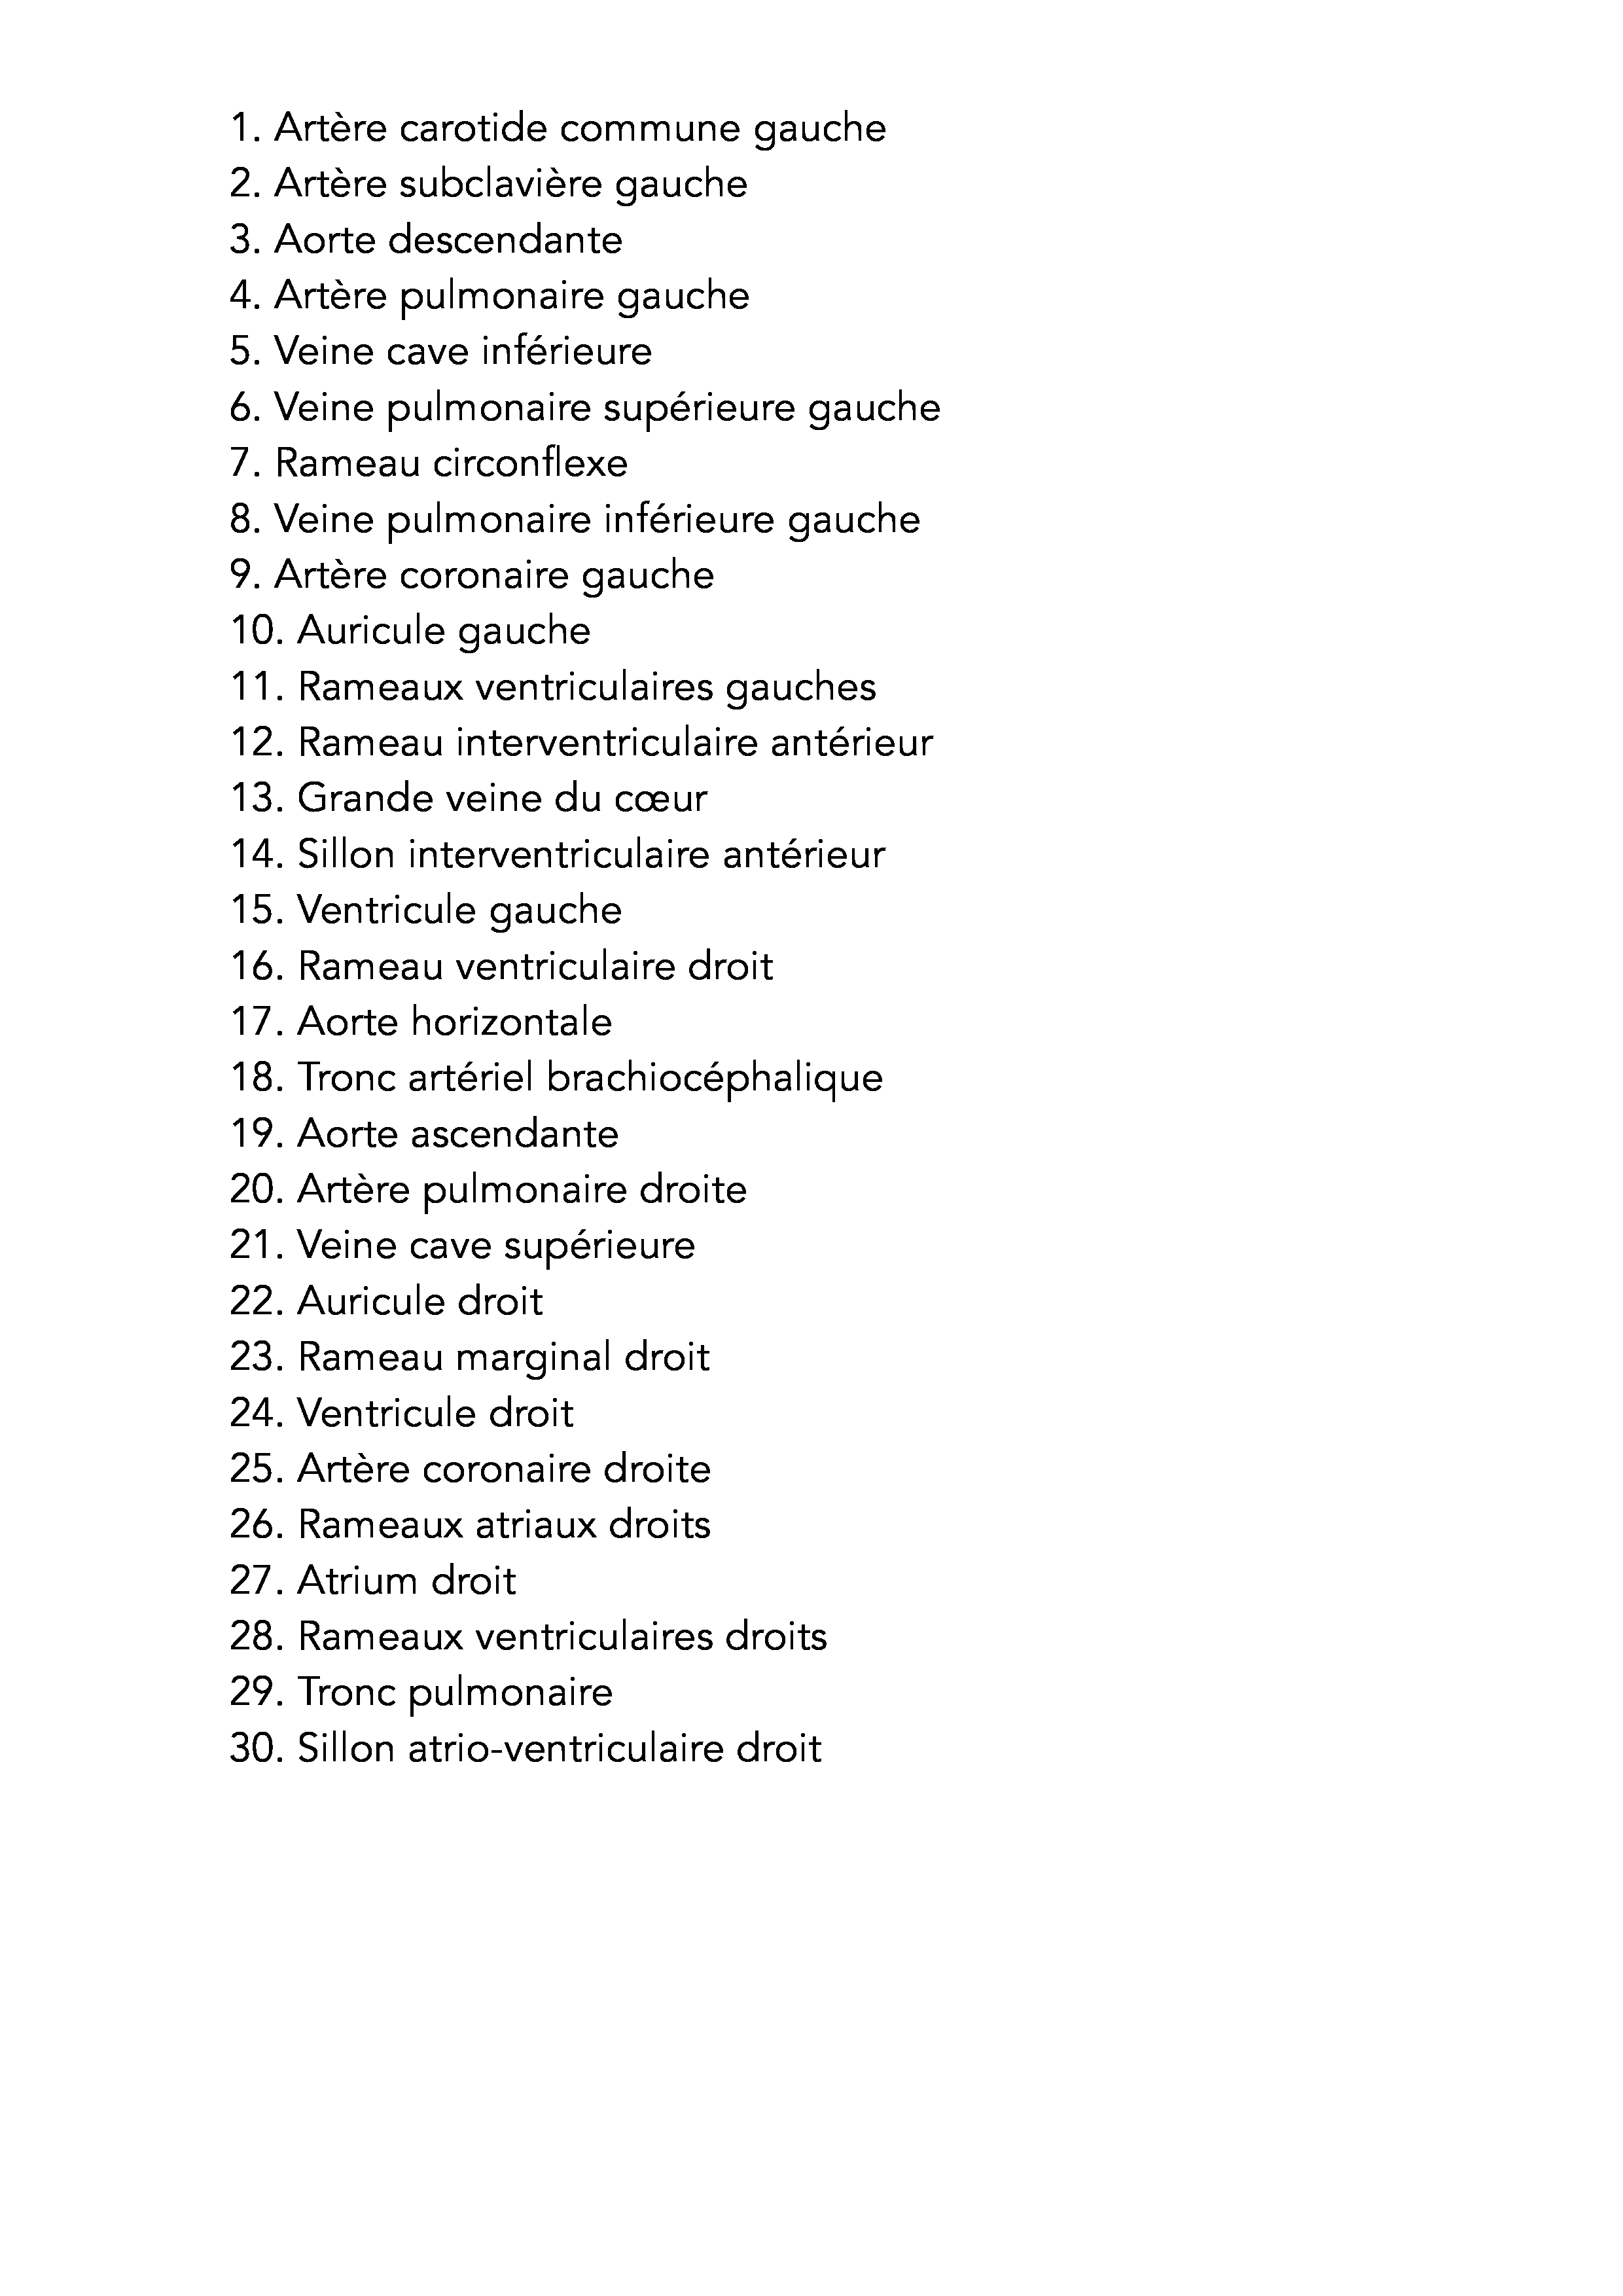 1. Artère carotide commune gauche
2. Artère subclavière gauche
3. Aorte descendante
4. Artère pulmonaire gauche
5. Veine cave inférieure
6. Veine pulmonaire supérieure gauche
7. Rameau circonflexe
8. Veine pulmonaire inférieure gauche
9. Artère coronaire gauche
10. Auricule gauche
11. Rameaux ventriculaires gauches
12. Rameau interventriculaire antérieur
13. Grande veine du cœur
14. Sillon interventriculaire antérieur
15. Ventricule gauche
16. Rameau ventriculaire droit
17. Aorte horizontale
18. Tronc artériel brachiocéphalique
19. Aorte ascendante
20. Artère pulmonaire droite
21. Veine cave supérieure
22. Auricule droit
23. Rameau marginal droit
24. Ventricule droit
25. Artère coronaire droite
26. Rameaux atriaux droits
27. Atrium droit
28. Rameaux ventriculaires droits
29. Tronc pulmonaire
30. Sillon atrio-ventriculaire droit